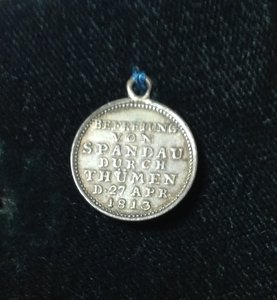 BEFREIUNG
VON
SPANDAU
DURCH
THÜMEN
D. 27 APR.
1813